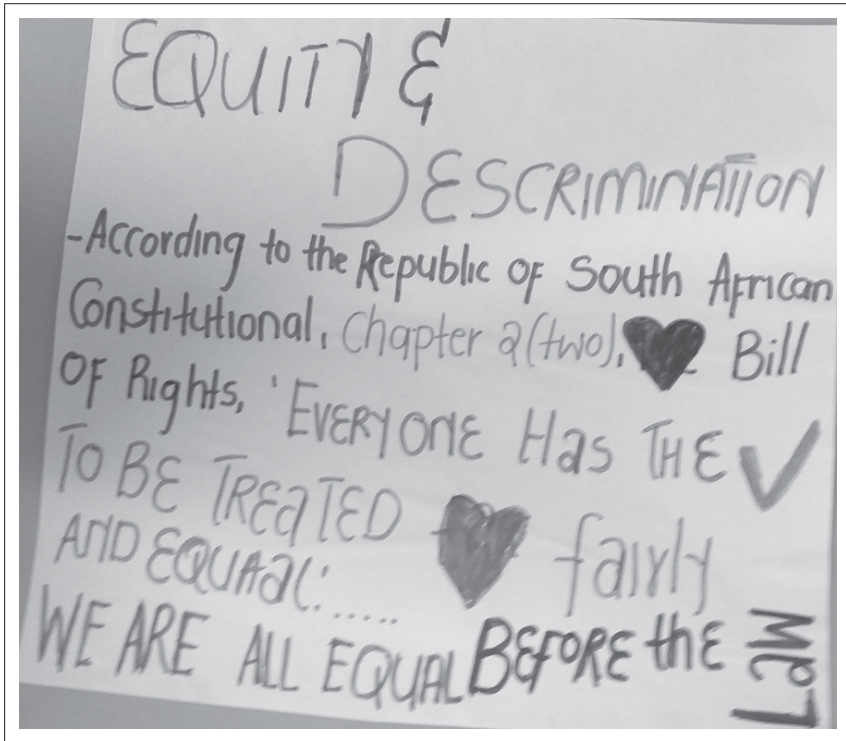 EQUITY &
DESCRIMINATION
-According to the Republic OF South African
Constitutional, Chapter 2(two), Bill
OF Rights, 'EVERYONE Has THE
TO BE TREaTED fairly
AND EQUAaL'.....
WE ARE ALL EQUAL BEFORE the
LAW